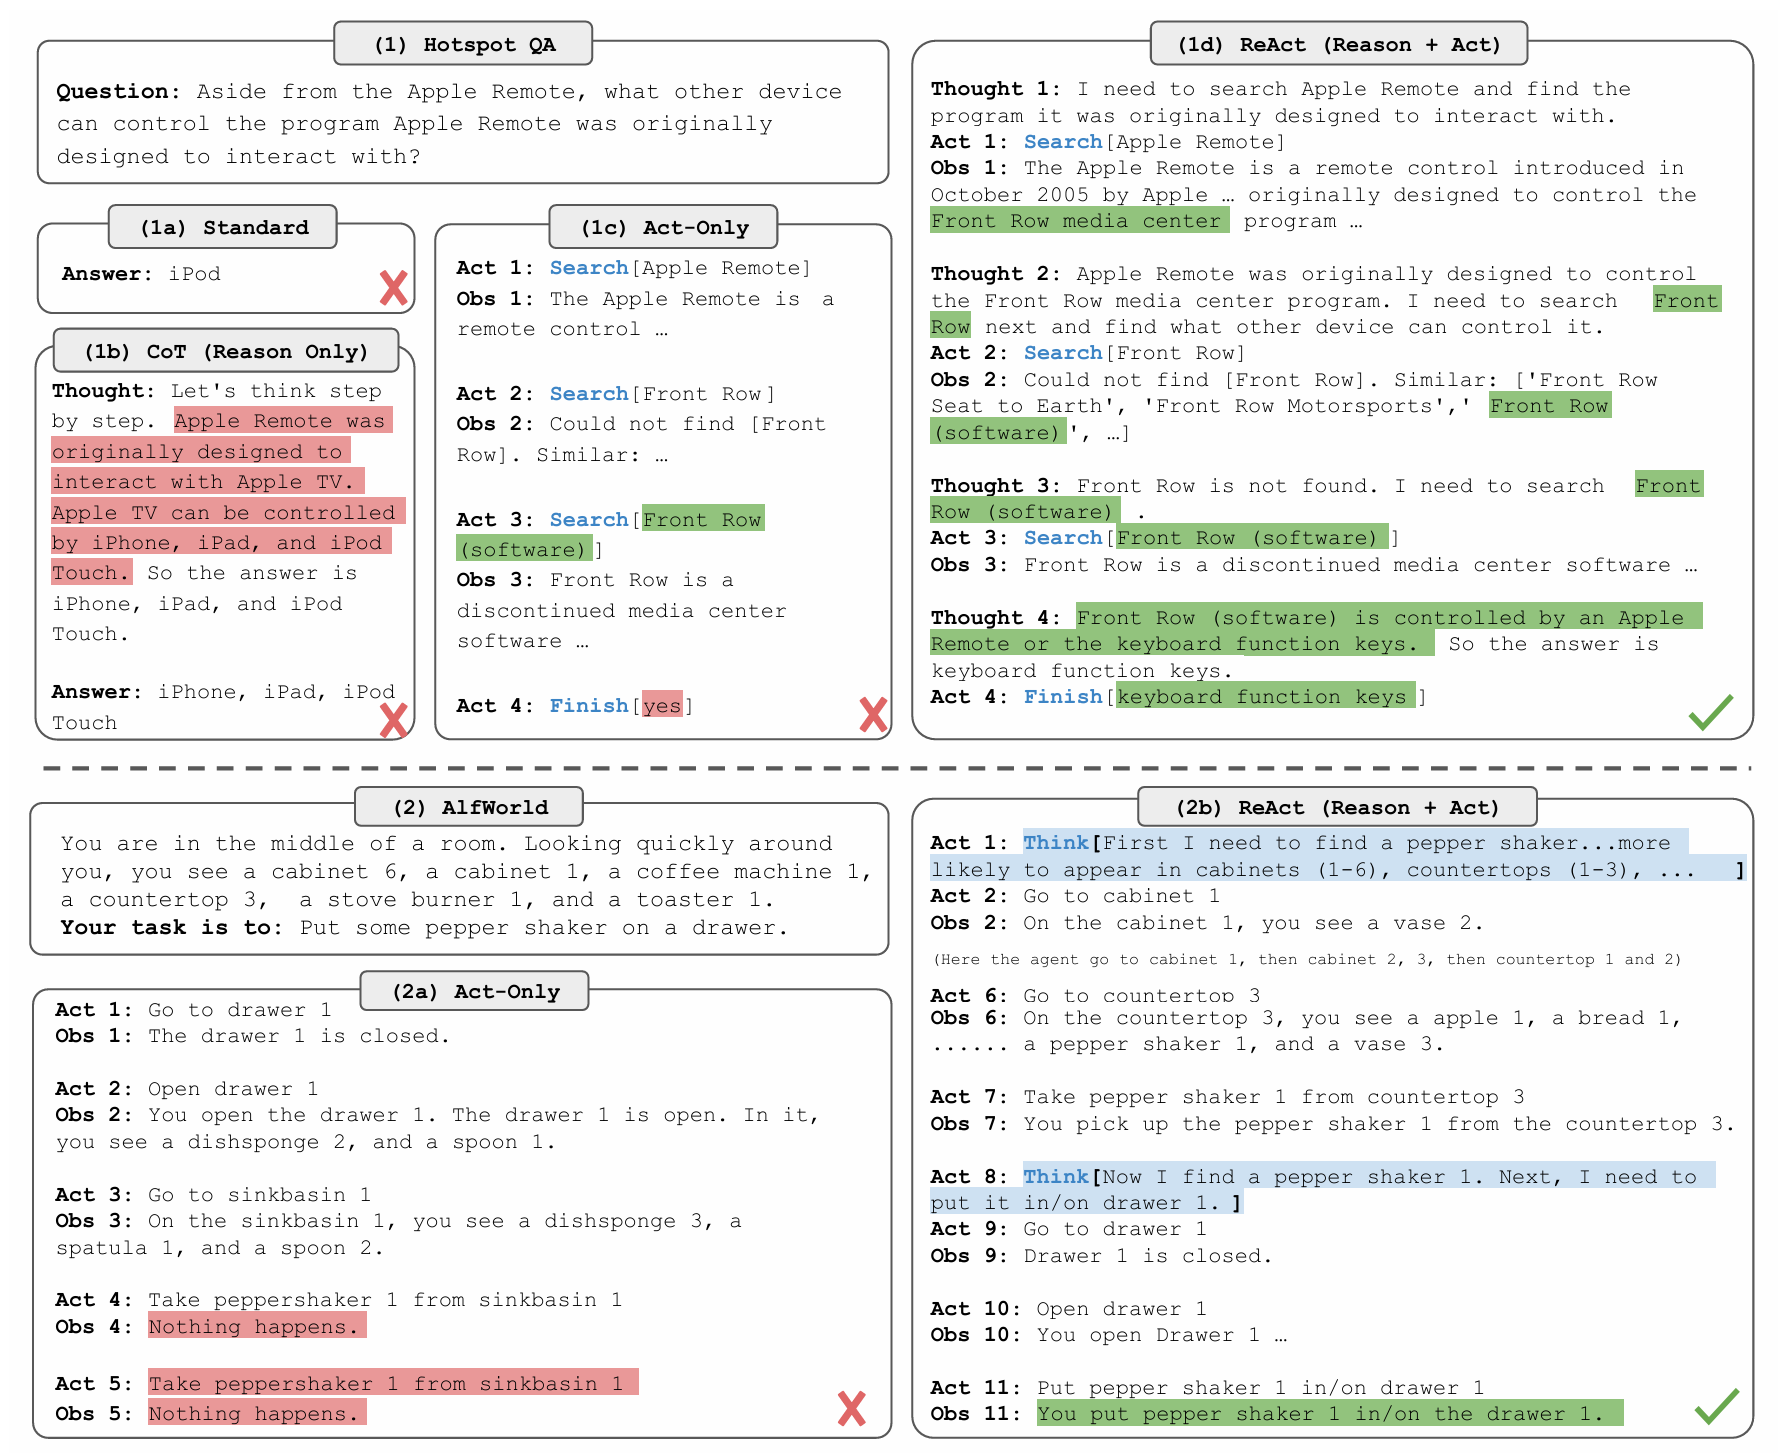 (1) Hotspot QA
Question: Aside from the Apple Remote, what other device
can control the program Apple Remote was originally
designed to interact with?
(1a) Standard
Answer: iPod
(1b) CoT (Reason Only)
Thought: Let's think step
by step. Apple Remote was
originally designed to
interact with Apple TV.
Apple TV can be controlled
by iPhone, iPad, and iPod
Touch. So the answer is
iPhone, iPad, and iPod
Touch.
Answer: iPhone, iPad, iPod
Touch
(1c) Act-Only
Act 1: Search[Apple Remote]
Obs 1: The Apple Remote is a
remote control …
Act 2: Search[Front Row]
Obs 2: Could not find [Front
Row]. Similar: …
Act 3: Search[Front Row
(software)]
Obs 3: Front Row is a
discontinued media center
software …
Act 4: Finish[yes]
(1d) ReAct (Reason + Act)
Thought 1: I need to search Apple Remote and find the
program it was originally designed to interact with.
Act 1: Search[Apple Remote]
Obs 1: The Apple Remote is a remote control introduced in
October 2005 by Apple … originally designed to control the
Front Row media center program …
Thought 2: Apple Remote was originally designed to control
the Front Row media center program. I need to search Front
Row next and find what other device can control it.
Act 2: Search[Front Row]
Obs 2: Could not find [Front Row]. Similar: ['Front Row
Seat to Earth', 'Front Row Motorsports',' Front Row
(software)', …]
Thought 3: Front Row is not found. I need to search Front
Row (software) .
Act 3: Search[Front Row (software)]
Obs 3: Front Row is a discontinued media center software …
Thought 4: Front Row (software) is controlled by an Apple
Remote or the keyboard function keys. So the answer is
keyboard function keys.
Act 4: Finish[keyboard function keys]
(2) AlfWorld
You are in the middle of a room. Looking quickly around
you, you see a cabinet 6, a cabinet 1, a coffee machine 1,
a countertop 3, a stove burner 1, and a toaster 1.
Your task is to: Put some pepper shaker on a drawer.
(2a) Act-Only
Act 1: Go to drawer 1
Obs 1: The drawer 1 is closed.
Act 2: Open drawer 1
Obs 2: You open the drawer 1. The drawer 1 is open. In it,
you see a dishsponge 2, and a spoon 1.
Act 3: Go to sinkbasin 1
Obs 3: On the sinkbasin 1, you see a dishsponge 3, a
spatula 1, and a spoon 2.
Act 4: Take peppershaker 1 from sinkbasin 1
Obs 4: Nothing happens.
Act 5: Take peppershaker 1 from sinkbasin 1
Obs 5: Nothing happens.
(2b) ReAct (Reason + Act)
Act 1: Think[First I need to find a pepper shaker...more
likely to appear in cabinets (1-6), countertops (1-3), ... ]
Act 2: Go to cabinet 1
Obs 2: On the cabinet 1, you see a vase 2.
(Here the agent go to cabinet 1, then cabinet 2, 3, then countertop 1 and 2)
Act 6: Go to countertop 3
Obs 6: On the countertop 3, you see a apple 1, a bread 1,
...... a pepper shaker 1, and a vase 3.
Act 7: Take pepper shaker 1 from countertop 3
Obs 7: You pick up the pepper shaker 1 from the countertop 3.
Act 8: Think[Now I find a pepper shaker 1. Next, I need to
put it in/on drawer 1. ]
Act 9: Go to drawer 1
Obs 9: Drawer 1 is closed.
Act 10: Open drawer 1
Obs 10: You open Drawer 1 …
Act 11: Put pepper shaker 1 in/on drawer 1
Obs 11: You put pepper shaker 1 in/on the drawer 1.